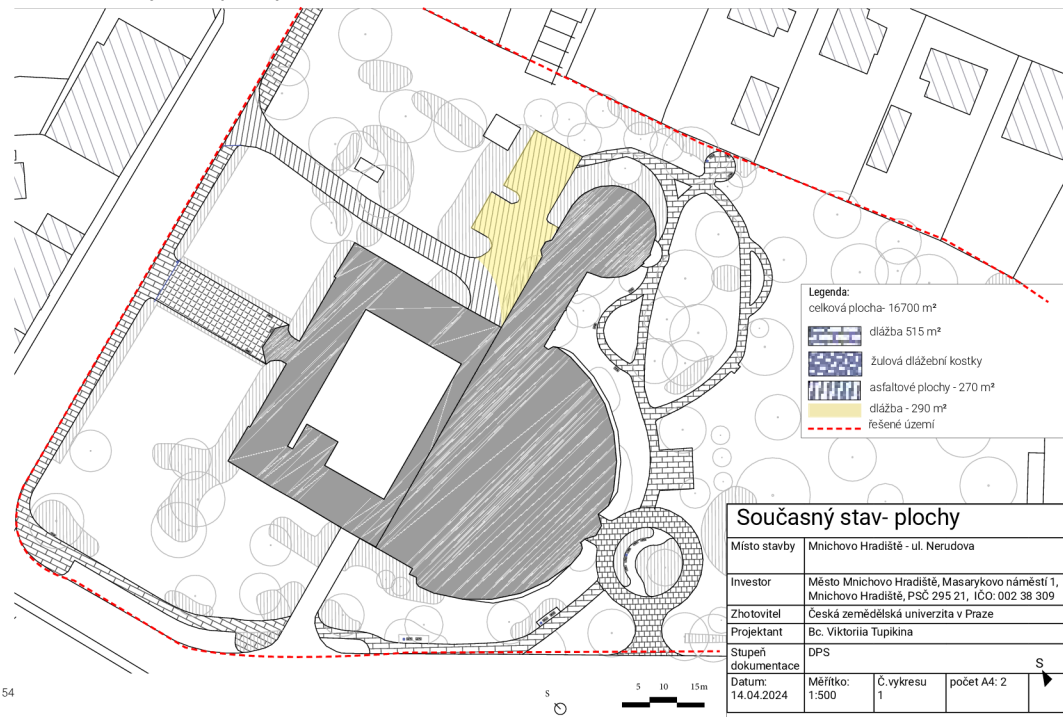 Legenda:
celková plocha- 16700 m²
dlážba 515 m²
žulová dlážební kostky
asfaltové plochy - 270 m²
dlážba - 290 m²
řešené území
Současný stav- plochy
Místo stavby Mnichovo Hradiště - ul. Nerudova
Investor Město Mnichovo Hradiště, Masarykovo náměstí 1,
Mnichovo Hradiště, PSČ 295 21, IČO: 002 38 309
Zhotovitel Česká zemědělská univerzita v Praze
Projektant Bc. Viktoriia Tupikina
Stupeň DPS
dokumentace
S
Datum: Měřítko: Č.vykresu počet A4: 2
14.04.2024 1:500 1
54
S
5 10 15m